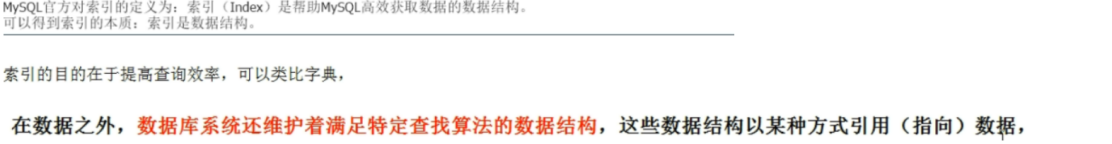 MySQL官方对索引的定义为：索引（Index）是帮助MySQL高效获取数据的数据结构。
可以得到索引的本质：索引是数据结构。
索引的目的在于提高查询效率，可以类比字典，
在数据之外，数据库系统还维护着满足特定查找算法的数据结构，这些数据结构以某种方式引用（指向）数据，